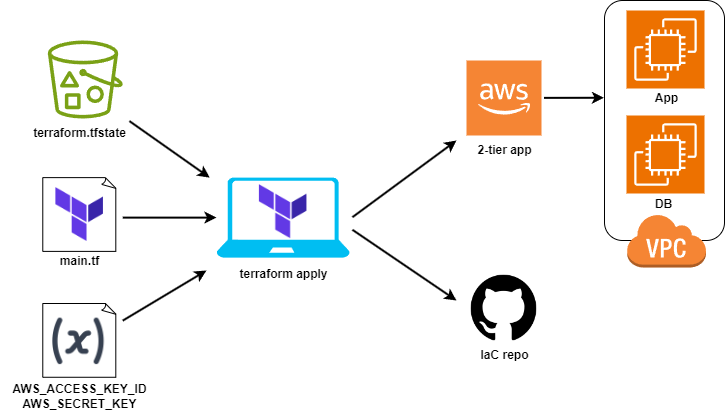 terraform.tfstate
main.tf
(x)
AWS_ACCESS_KEY_ID
AWS_SECRET_KEY
terraform apply
aws
2-tier app
IaC repo
App
DB
VPC